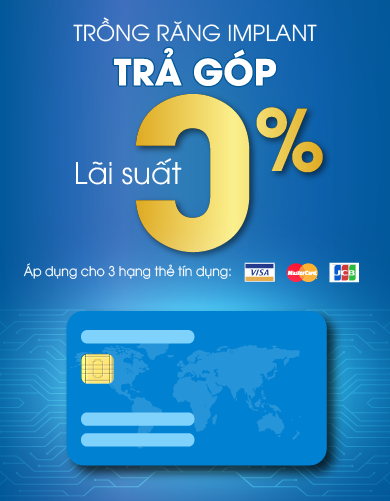 TRỒNG RĂNG IMPLANT
TRẢ GÓP
Lãi suất 0%
Áp dụng cho 3 hạng thẻ tín dụng: VISA MasterCard JCB